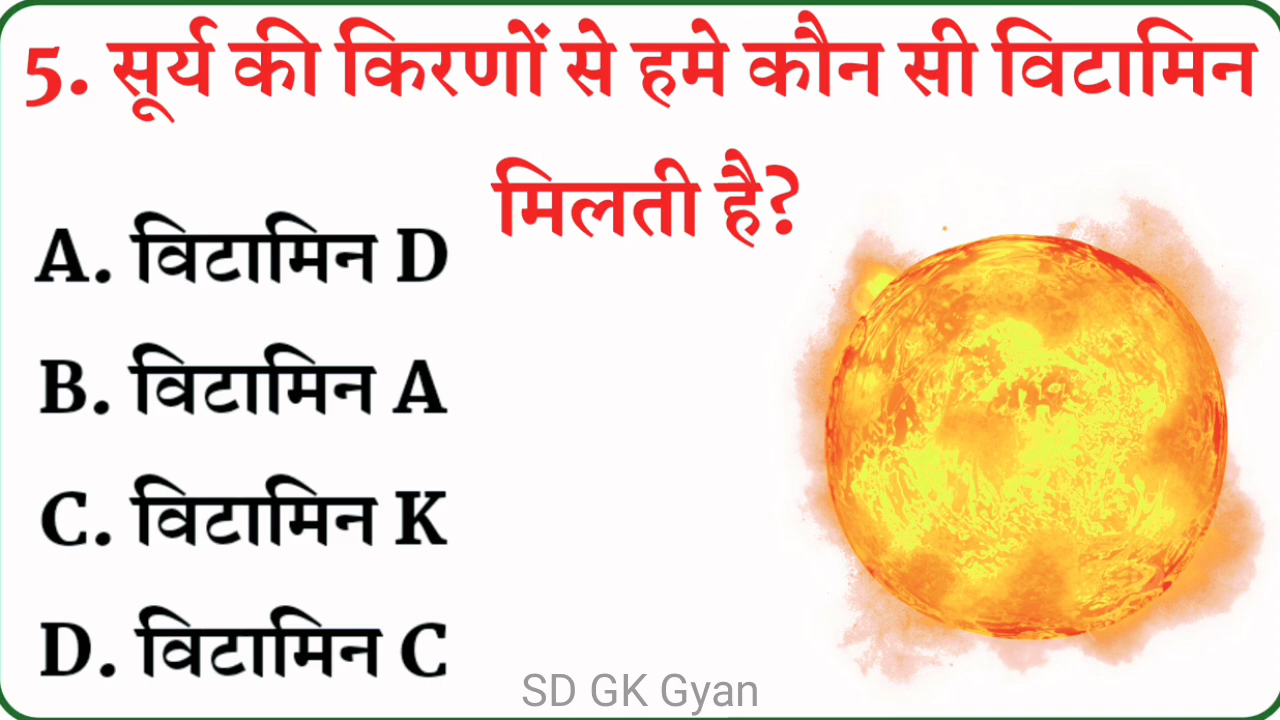 5. सूर्य की किरणों से हमे कौन सी विटामिन
मिलती है?
A. विटामिन D
B. विटामिन A
C. विटामिन K
D. विटामिन C
SD GK Gyan